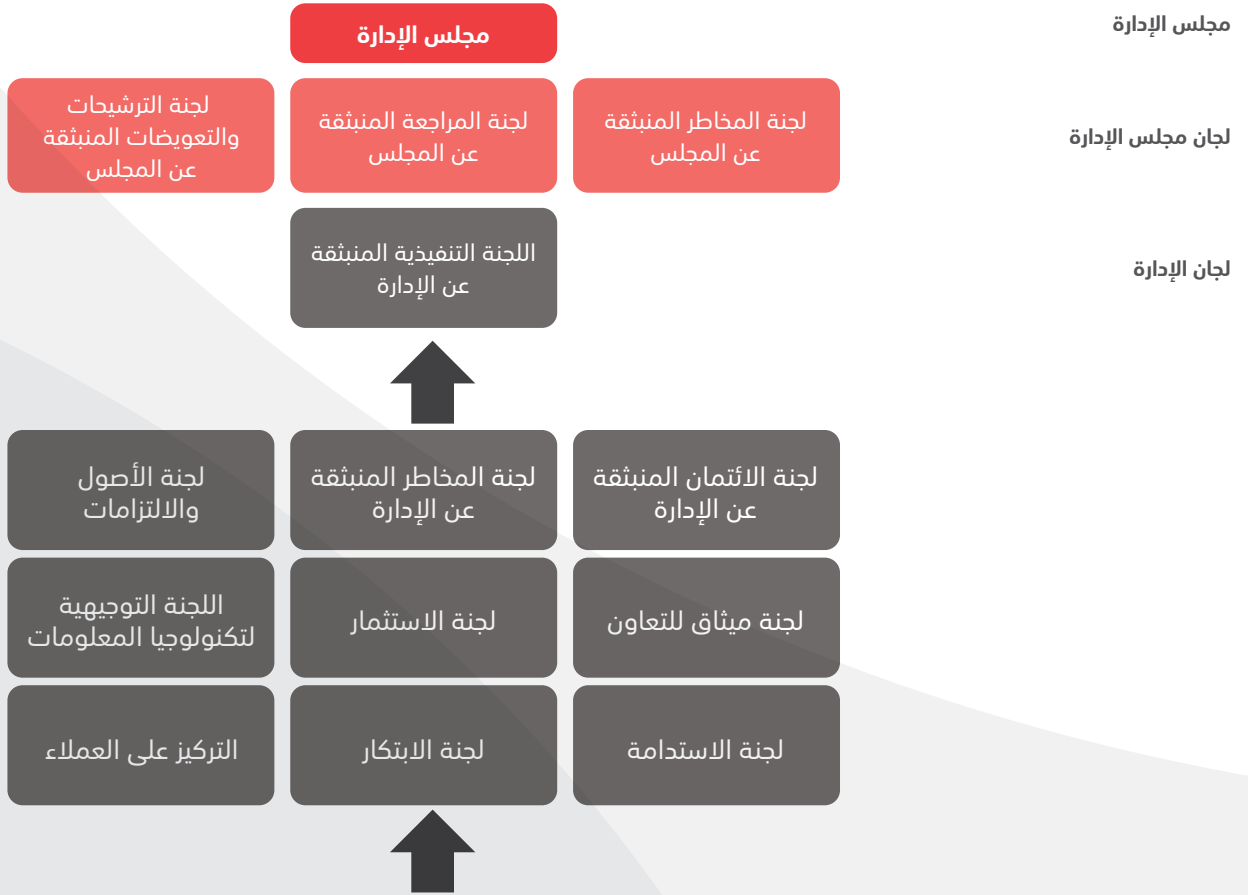 مجلس الإدارة
مجلس الإدارة
لجان مجلس الإدارة
لجنة المخاطر المنبثقة
عن المجلس
لجنة المراجعة المنبثقة
عن المجلس
لجنة الترشيحات
والتعويضات المنبثقة
عن المجلس
لجان الإدارة
اللجنة التنفيذية المنبثقة
عن الإدارة
لجنة الائتمان المنبثقة
عن الإدارة
لجنة المخاطر المنبثقة
عن الإدارة
لجنة الأصول
والالتزامات
لجنة ميثاق للتعاون
لجنة الاستثمار
اللجنة التوجيهية
لتكنولوجيا المعلومات
لجنة الاستدامة
لجنة الابتكار
التركيز على العملاء